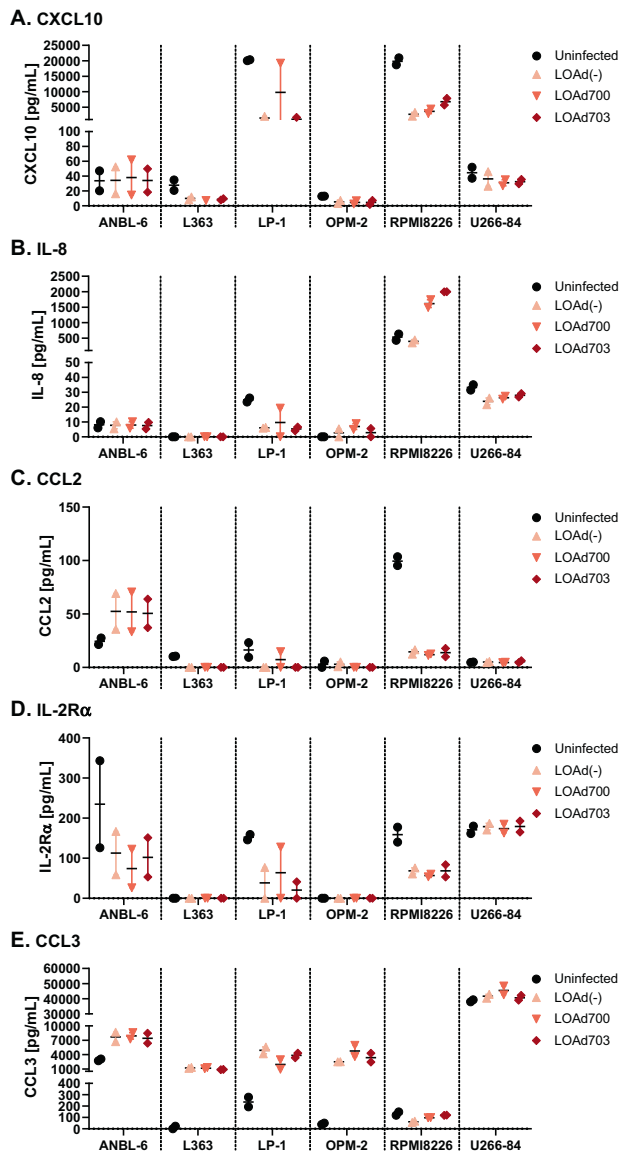 A. CXCL10
CXCL10 [pg/mL]
25000
20000
15000
10000
5000
100
80
60
40
20
0
ANBL-6 L363 LP-1 OPM-2 RPMI8226 U266-84
Uninfected
LOAd(-)
LOAd700
LOAd703
B. IL-8
IL-8 [pg/mL]
2500
2000
1500
1000
500
50
40
30
20
10
0
ANBL-6 L363 LP-1 OPM-2 RPMI8226 U266-84
Uninfected
LOAd(-)
LOAd700
LOAd703
C. CCL2
CCL2 [pg/mL]
150
100
50
0
ANBL-6 L363 LP-1 OPM-2 RPMI8226 U266-84
Uninfected
LOAd(-)
LOAd700
LOAd703
D. IL-2Rα
IL-2Rα [pg/mL]
400
300
200
100
0
ANBL-6 L363 LP-1 OPM-2 RPMI8226 U266-84
Uninfected
LOAd(-)
LOAd700
LOAd703
E. CCL3
CCL3 [pg/mL]
60000
50000
40000
30000
20000
10000
7000
4000
1000
400
300
200
100
0
ANBL-6 L363 LP-1 OPM-2 RPMI8226 U266-84
Uninfected
LOAd(-)
LOAd700
LOAd703